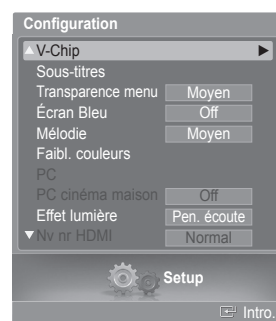 Configuration
V-Chip
Sous-titres
Transparence menu Moyen
Écran Bleu Off
Mélodie Moyen
Faibl. couleurs
PC
PC cinéma maison Off
Effet lumière Pen. écoute
Nv nr HDMI Normal
Setup
Intro.